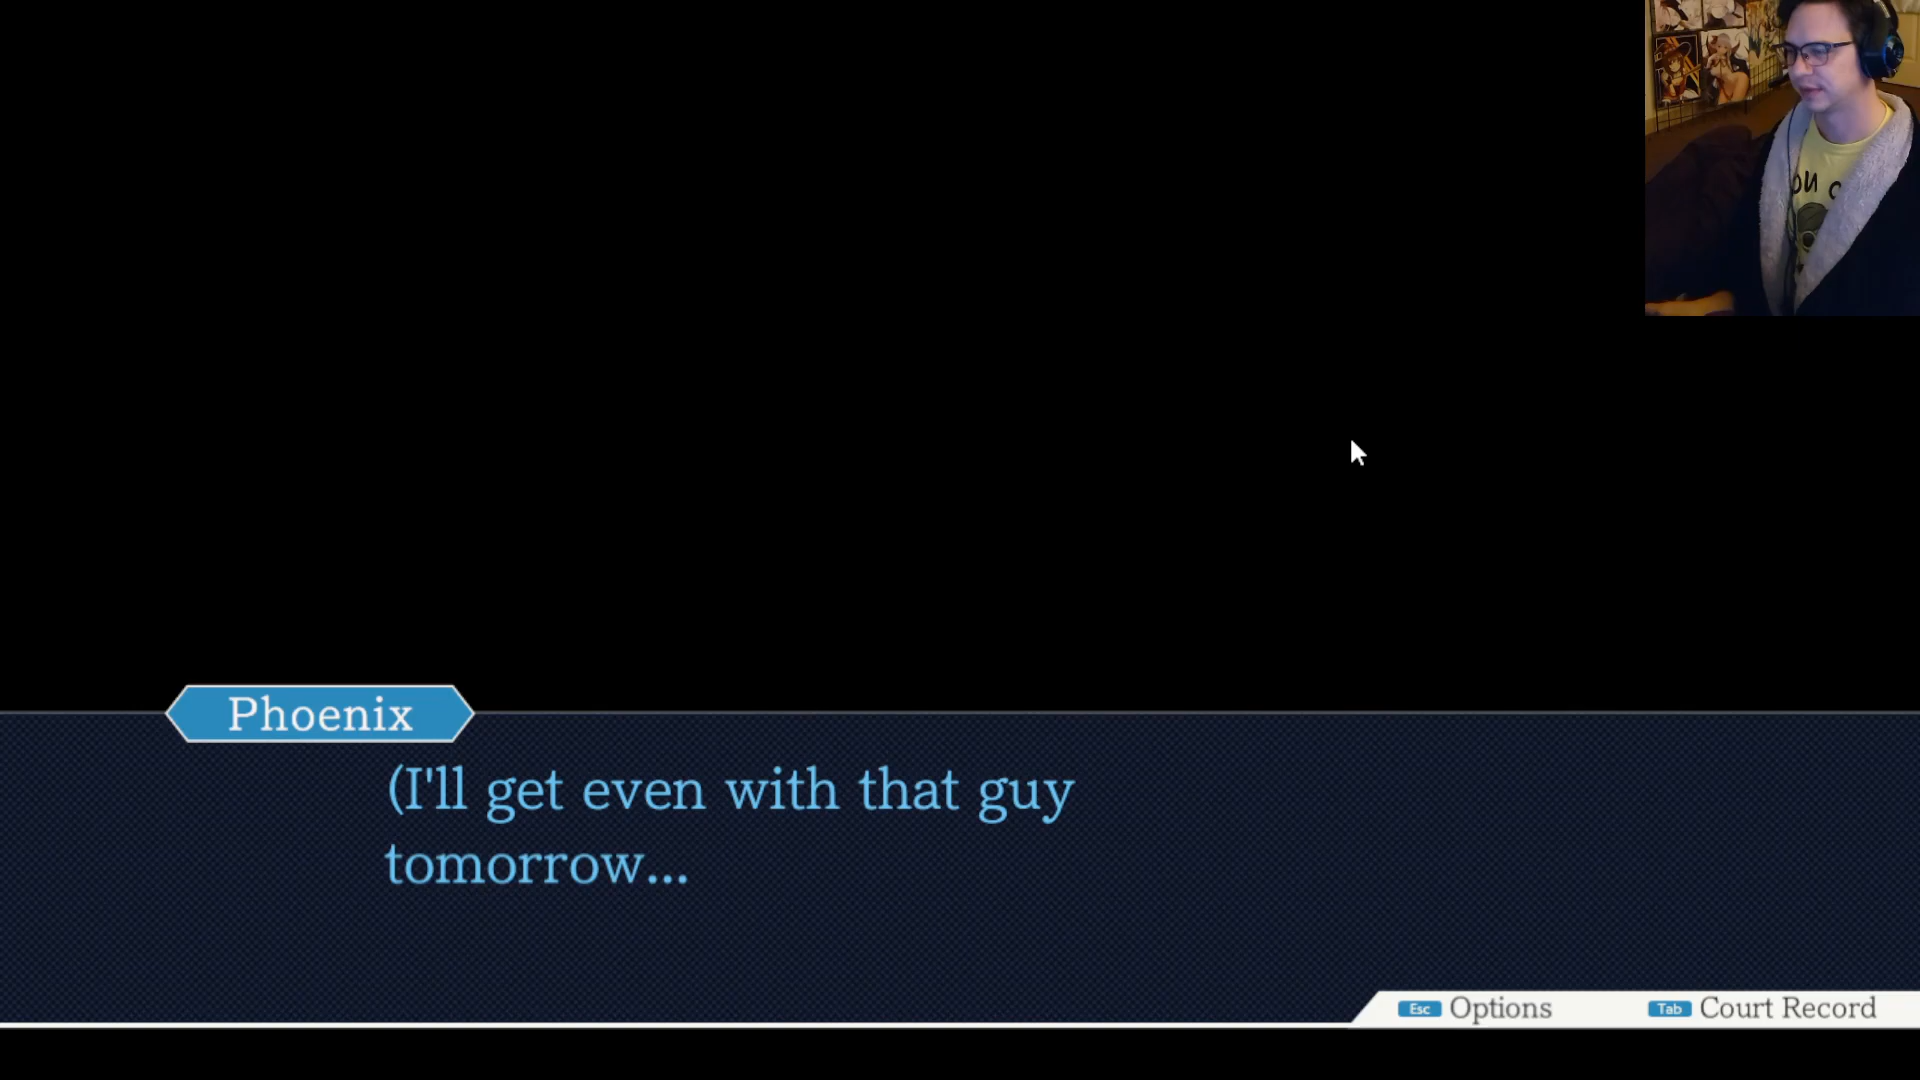 Phoenix
(I'll get even with that guy
tomorrow...
Esc Options
Tab Court Record